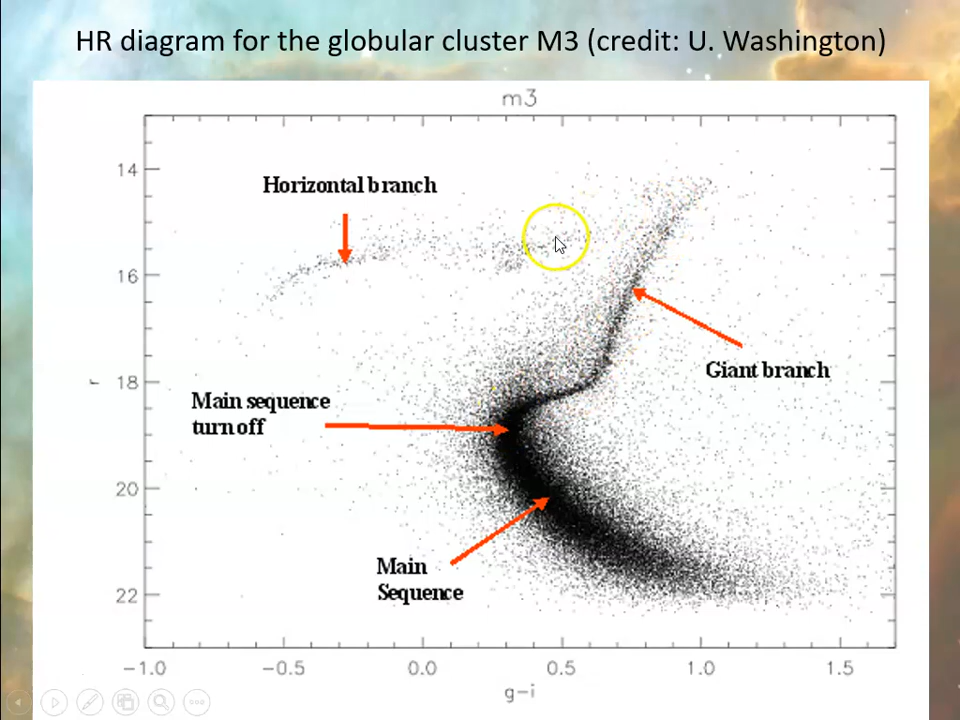 HR diagram for the globular cluster M3 (credit: U. Washington)
m3
14
Horizontal branch
16
Giant branch
r
18
Main sequence
turn off
20
Main
Sequence
22
−1.0 −0.5 0.0 0.5 1.0 1.5
g−i